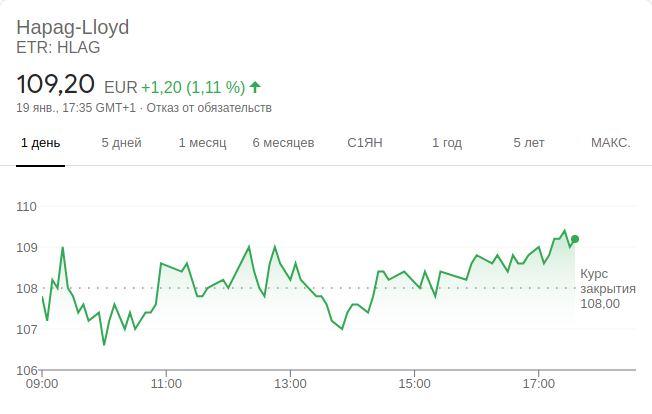 Hapag-Lloyd
ETR: HLAG
109,20 EUR +1,20 (1,11 %)
19 янв., 17:35 GMT+1 · Отказ от обязательств
1 день 5 дней 1 месяц 6 месяцев С1ЯН 1 год 5 лет МАКС.
110
109
108
107
106
Курс
закрытия
108,00
09:00 11:00 13:00 15:00 17:00